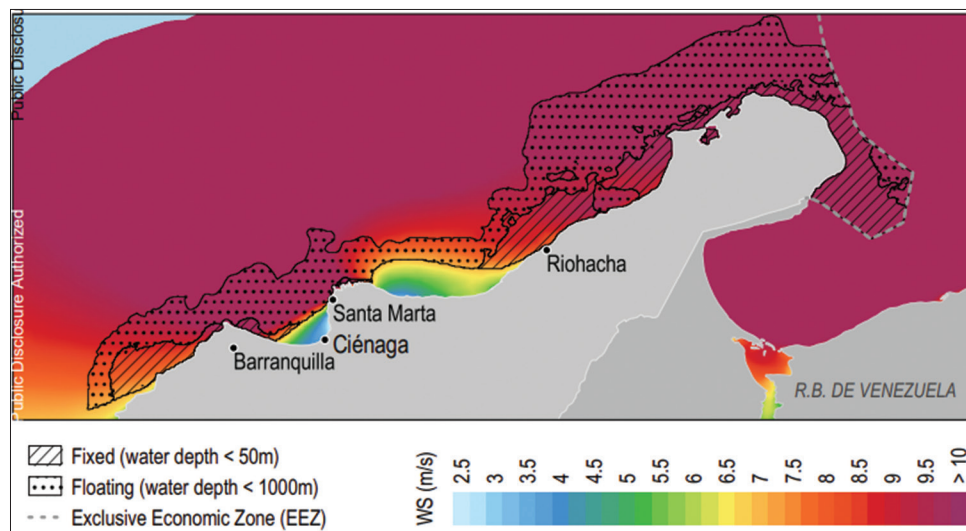 Public Disclosu
Public Disclosure Authorized
Riohacha
Santa Marta
Ciénaga
Barranquilla
R.B. DE VENEZUELA
Fixed (water depth < 50m)
Floating (water depth < 1000m)
Exclusive Economic Zone (EEZ)
WS (m/s)
2.5
3
3.5
4
4.5
5
5.5
6
6.5
7
7.5
8
8.5
9
9.5
> 10